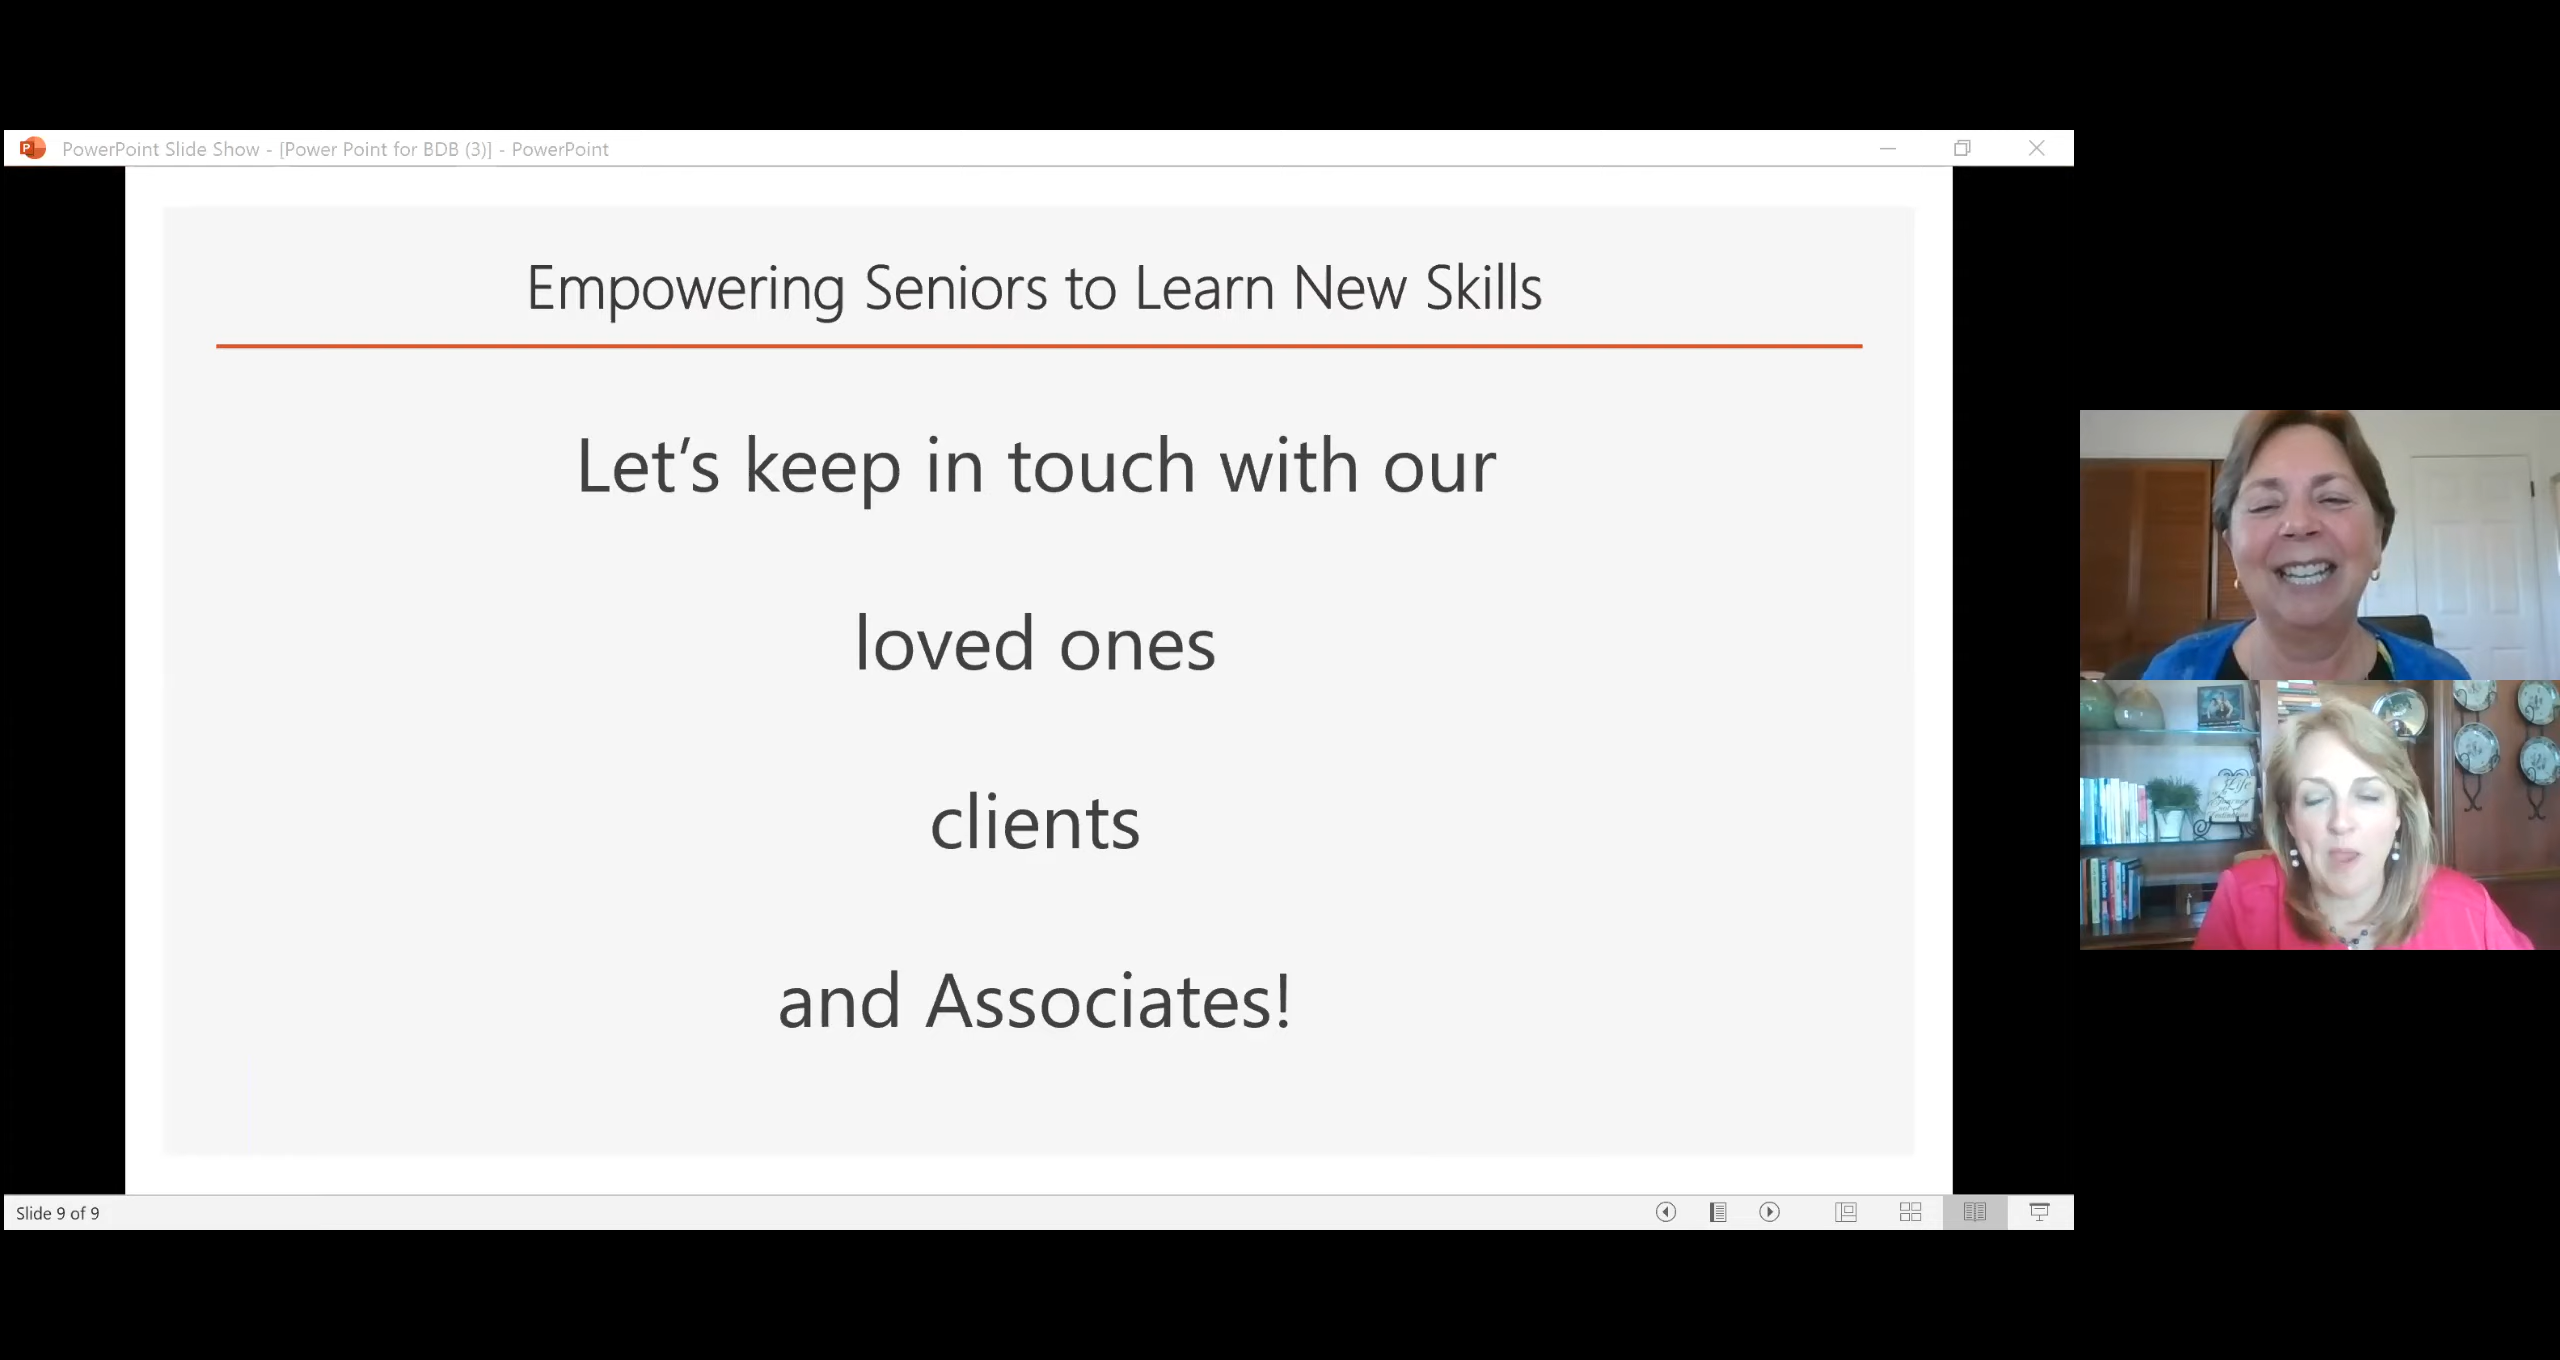 PowerPoint Slide Show - [Power Point for BDB (3)] - PowerPoint
Empowering Seniors to Learn New Skills
Let's keep in touch with our
loved ones
clients
and Associates!
Slide 9 of 9
Life